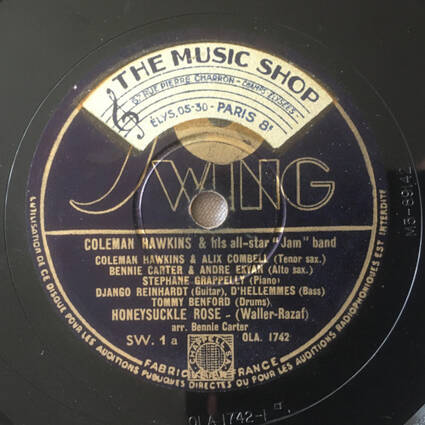 THE MUSIC SHOP
RUE PIERRE CHARRON - CHAMPS ELYSÉES -
ÉLYS. 05-30 - PARIS 8e
SWING
COLEMAN HAWKINS & his all-star "Jam" band
COLEMAN HAWKINS & ALIX COMBELL (Tenor sax.)
BENNIE CARTER & ANDRE EKYAN (Alto sax.)
STEPHANE GRAPPELLY (Piano)
DJANGO REINHARDT (Guitar), D'HELLEMMES (Bass)
TOMMY BENFORD (Drums)
HONEYSUCKLE ROSE - (Waller-Razaf)
arr. Bennie Carter
SW. 1 a
OLA. 1742
CHAPPELL S.A.
FABRIQUÉ EN FRANCE
L'UTILISATION DE CE DISQUE POUR LES AUDITIONS PUBLIQUES DIRECTES OU POUR LES AUDITIONS RADIOPHONIQUES EST INTERDITE
M6-89142
OLA 1742-1